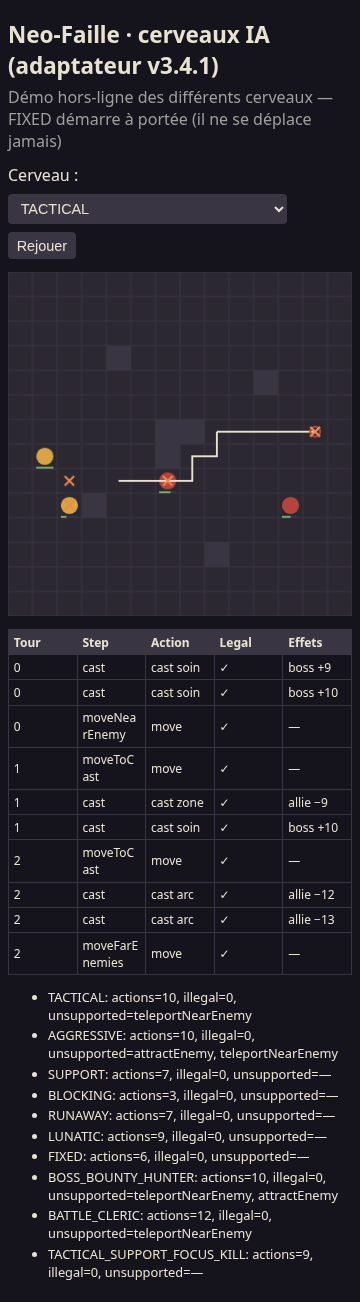 Neo-Faille · cerveaux IA
(adaptateur v3.4.1)
Démo hors-ligne des différents cerveaux —
FIXED démarre à portée (il ne se déplace
jamais)
Cerveau :
TACTICAL
Rejouer
Tour Step Action Légal Effets
0 cast cast soin ✓ boss +9
0 cast cast soin ✓ boss +10
0 moveNea
rEnemy move ✓ —
1 moveToC
ast move ✓ —
1 cast cast zone ✓ allie −9
1 cast cast soin ✓ boss +10
2 moveToC
ast move ✓ —
2 cast cast arc ✓ allie −12
2 cast cast arc ✓ allie −13
2 moveFarE
nemies move ✓ —
• TACTICAL: actions=10, illegal=0,
unsupported=teleportNearEnemy
• AGGRESSIVE: actions=10, illegal=0,
unsupported=attractEnemy, teleportNearEnemy
• SUPPORT: actions=7, illegal=0, unsupported=—
• BLOCKING: actions=3, illegal=0, unsupported=—
• RUNAWAY: actions=7, illegal=0, unsupported=—
• LUNATIC: actions=9, illegal=0, unsupported=—
• FIXED: actions=6, illegal=0, unsupported=—
• BOSS_BOUNTY_HUNTER: actions=10, illegal=0,
unsupported=teleportNearEnemy, attractEnemy
• BATTLE_CLERIC: actions=12, illegal=0,
unsupported=teleportNearEnemy
• TACTICAL_SUPPORT_FOCUS_KILL: actions=9,
illegal=0, unsupported=—